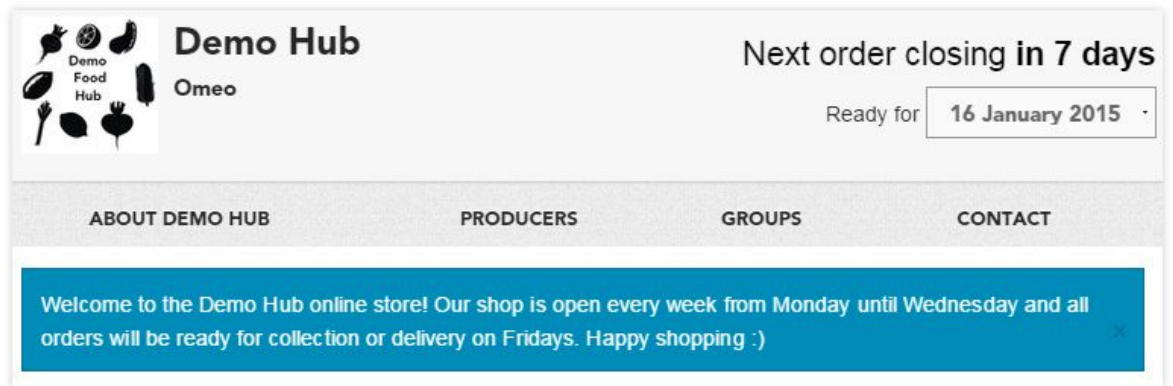 Demo
Food
Hub
Demo Hub
Omeo
Next order closing in 7 days
Ready for 16 January 2015
ABOUT DEMO HUB PRODUCERS GROUPS CONTACT
Welcome to the Demo Hub online store! Our shop is open every week from Monday until Wednesday and all
orders will be ready for collection or delivery on Fridays. Happy shopping :)